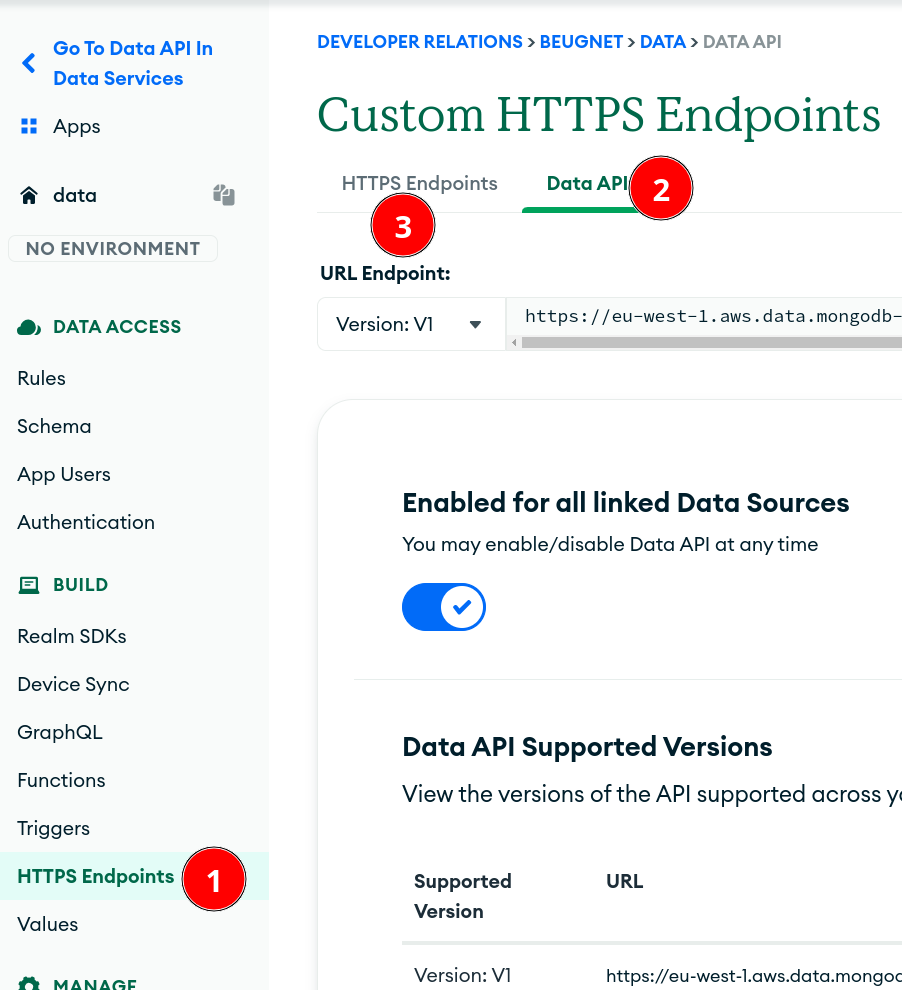 Go To Data API In
Data Services
Apps
data
NO ENVIRONMENT
DATA ACCESS
Rules
Schema
App Users
Authentication
BUILD
Realm SDKs
Device Sync
GraphQL
Functions
Triggers
HTTPS Endpoints 1
Values
MANAGE
DEVELOPER RELATIONS > BEUGNET > DATA > DATA API
Custom HTTPS Endpoints
HTTPS Endpoints Data API 2
3
URL Endpoint:
Version: V1 https://eu-west-1.aws.data.mongodb-
Enabled for all linked Data Sources
You may enable/disable Data API at any time
Data API Supported Versions
View the versions of the API supported across yo
Supported URL
Version
Version: V1 https://eu-west-1.aws.data.mongod